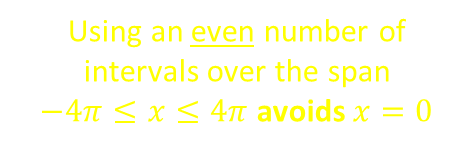 Using an even number of
intervals over the span
−4π ≤ x ≤ 4π avoids x = 0